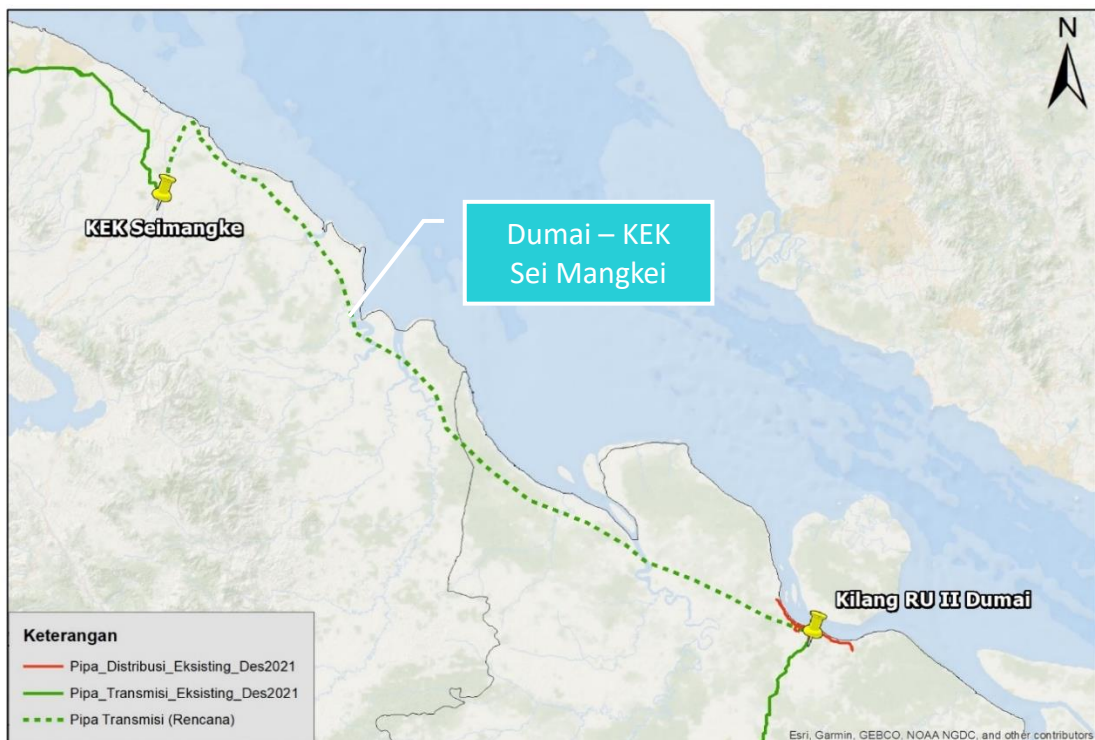 N
KEK Seimangke
Dumai – KEK
Sei Mangkei
Kilang RU II Dumai
Keterangan
Pipa_Distribusi_Eksisting_Des2021
Pipa_Transmisi_Eksisting_Des2021
Pipa Transmisi (Rencana)
Esri, Garmin, GEBCO, NOAA NGDC, and other contributors